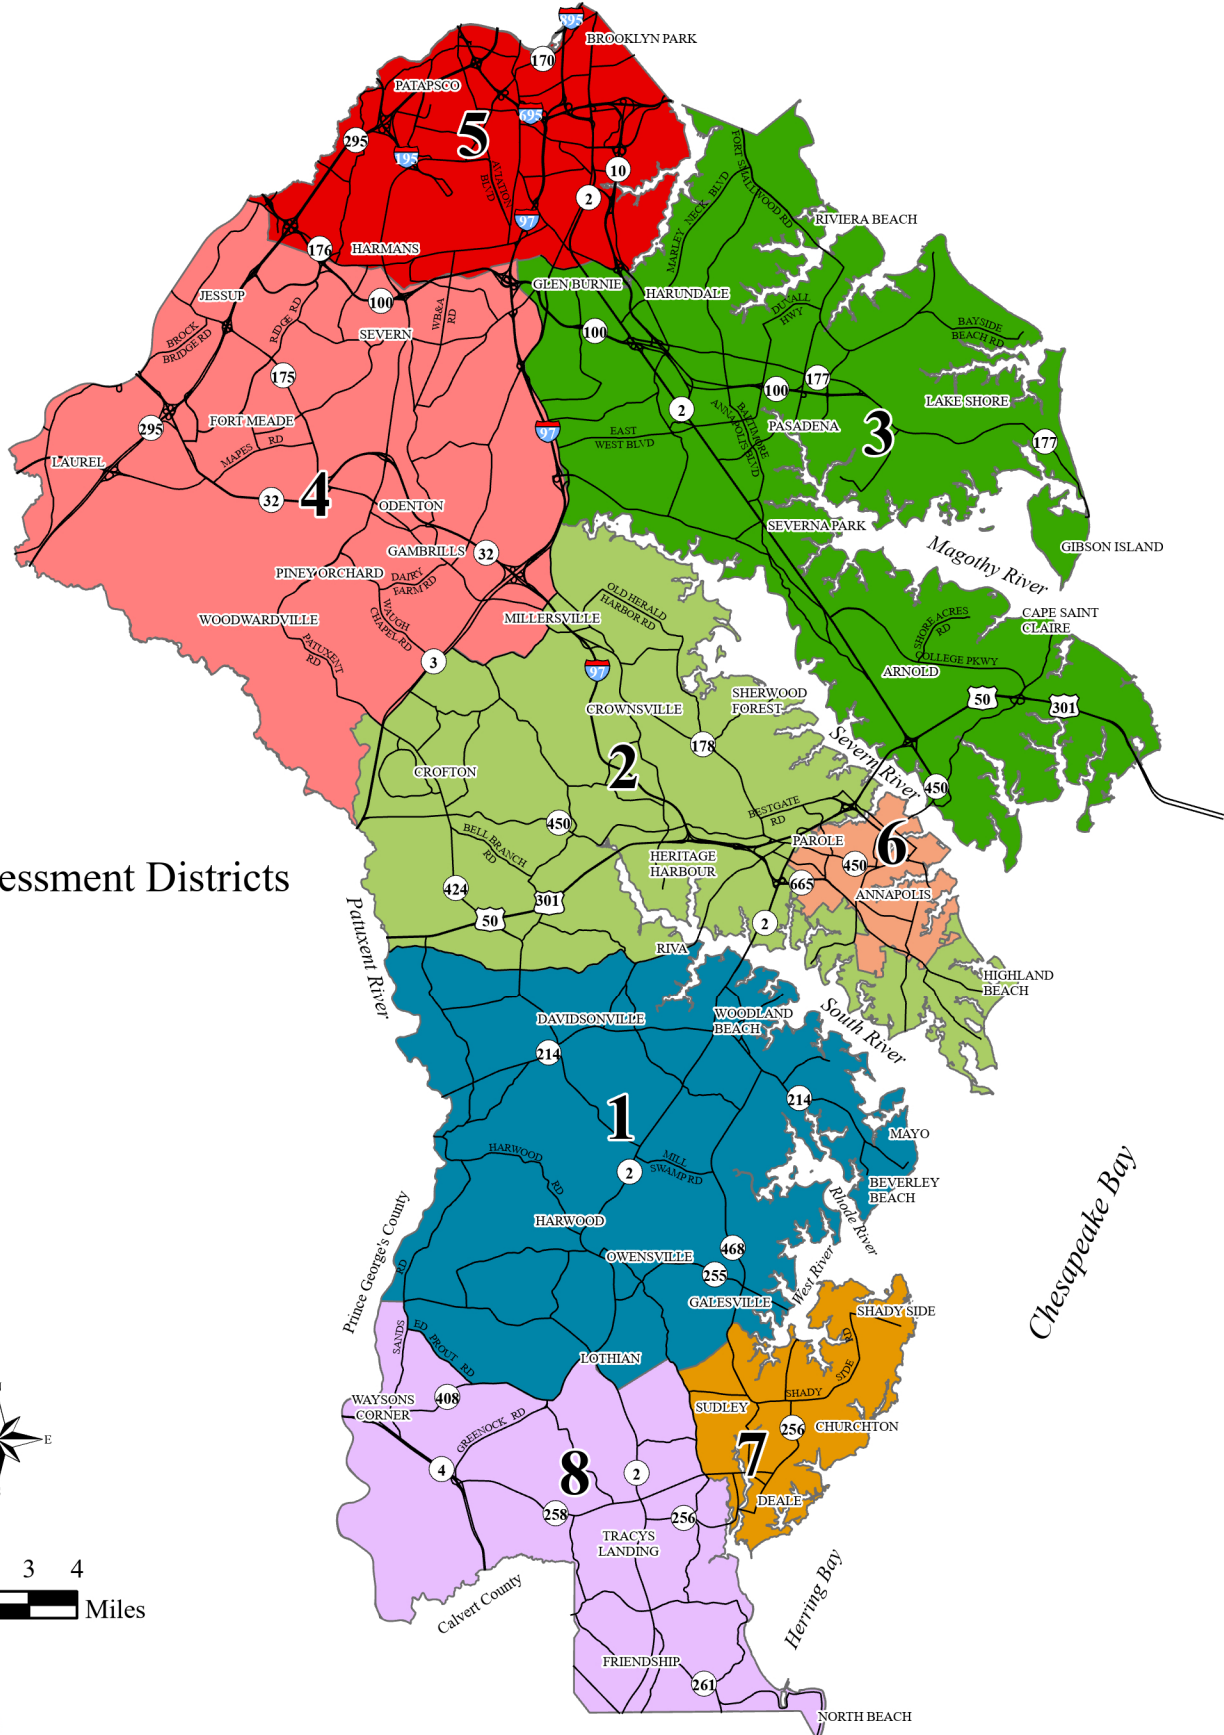 895
BROOKLYN PARK
170
PATAPSCO
695
295
5
195
AVIATION
BLVD
10
2
97
FORT SMALLWOOD RD
MARLEY NECK BLVD
RIVIERA BEACH
176
HARMANS
GLEN BURNIE
HARUNDALE
JESSUP
100
RIDGE RD
WB&A
RD
SEVERN
BROCK
BRIDGE RD
100
DUVALL
HWY
BAYSIDE
BEACH RD
175
100
177
LAKE SHORE
2
BALTIMORE
ANNAPOLIS BLVD
PASADENA
3
177
295
FORT MEADE
MAPES RD
97
EAST
WEST BLVD
LAUREL
4
32
ODENTON
SEVERNA PARK
GAMBRILLS
32
Magothy River
GIBSON ISLAND
PINEY ORCHARD
DAIRY
FARM RD
WOODWARDVILLE
WAUGH
CHAPEL RD
MILLERSVILLE
OLD HERALD
HARBOR RD
SHORE ACRES
RD
CAPE SAINT
CLAIRE
PATUXENT
RD
3
97
COLLEGE PKWY
ARNOLD
SHERWOOD
FOREST
50
301
CROWNSVILLE
178
Severn River
2
CROFTON
450
BESTGATE
RD
450
BELL BRANCH
RD
PAROLE
6
HERITAGE
HARBOUR
450
essment Districts
424
301
665
ANNAPOLIS
50
2
Patuxent River
RIVA
HIGHLAND
BEACH
DAVIDSONVILLE
WOODLAND
BEACH
South River
214
214
1
MAYO
HARWOOD
RD
MILL
SWAMP RD
2
BEVERLEY
BEACH
Chesapeake Bay
Prince George's County
HARWOOD
Rhode River
468
OWENSVILLE
255
West River
RD
GALESVILLE
SHADY SIDE
SANDS
ED PROUT RD
LOTHIAN
SHADY
SIDE
RD
WAYSONS
CORNER
408
GREENOCK RD
SUDLEY
256
CHURCHTON
E
4
8
2
7
DEALE
258
256
TRACYS
LANDING
3 4
Miles
Calvert County
Herring Bay
FRIENDSHIP
261
NORTH BEACH